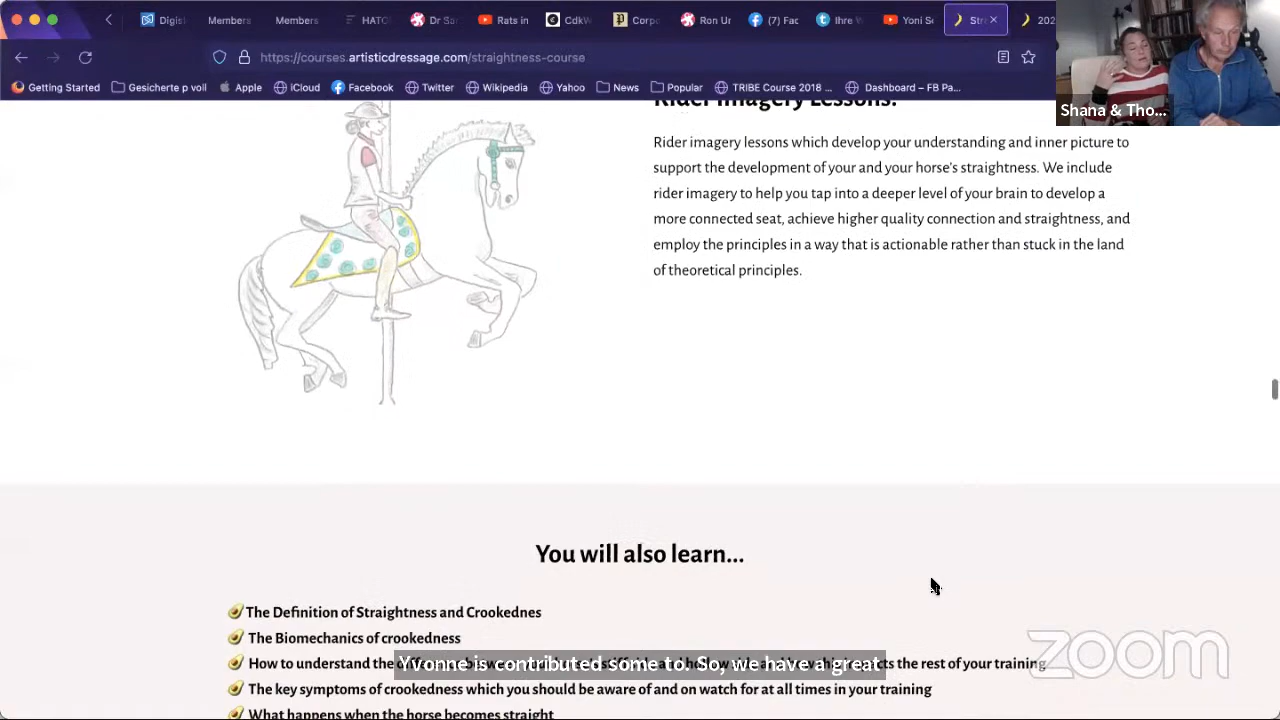 Digist
Members
Members
HATO
Dr Sar
Rats in
CdkW
Corpo
Ron Ur
(7) Fac
Ihre W
Yoni Se
Str
202
https://courses.artisticdressage.com/straightness-course
Getting Started
Gesicherte p voll
Apple
iCloud
Facebook
Twitter
Wikipedia
Yahoo
News
Popular
TRIBE Course 2018 ...
Dashboard – FB Pa...
Shana & Tho...
Rider Imagery Lessons:
Rider imagery lessons which develop your understanding and inner picture to
support the development of your and your horse's straightness. We include
rider imagery to help you tap into a deeper level of your brain to develop a
more connected seat, achieve higher quality connection and straightness, and
employ the principles in a way that is actionable rather than stuck in the land
of theoretical principles.
You will also learn...
The Definition of Straightness and Crookednes
The Biomechanics of crookedness
How to understand the
cts the rest of your training
Yvonne is contributed some to. So, we have a great
The key symptoms of crookedness which you should be aware of and on watch for at all times in your training
What happens when the horse becomes straight
zoom